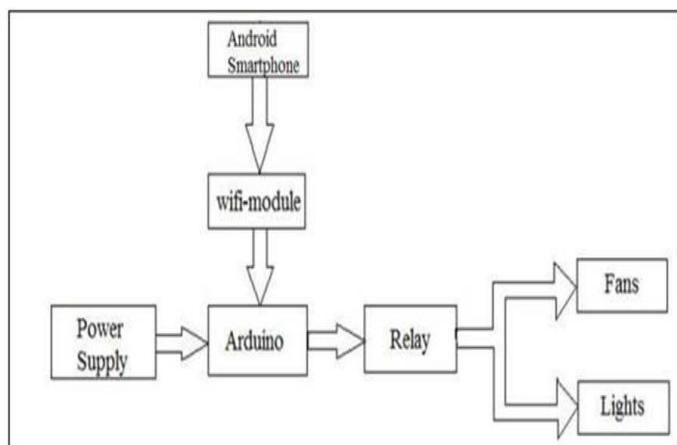 Android
Smartphone
wifi-module
Power
Supply
Arduino
Relay
Fans
Lights